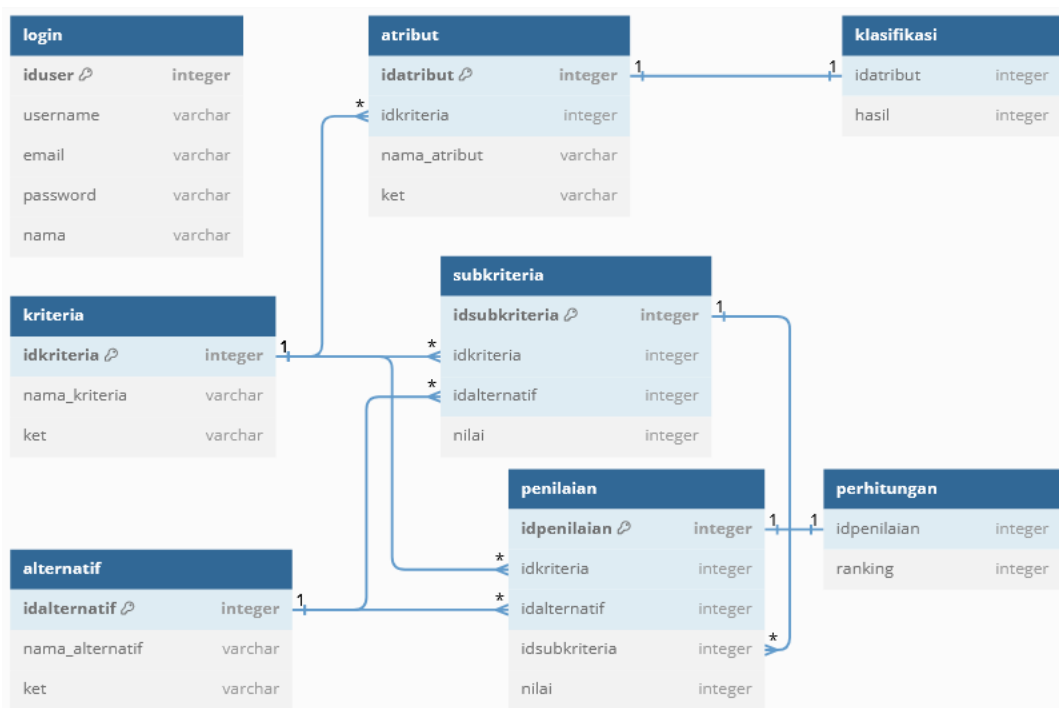 login
iduser integer
username varchar
email varchar
password varchar
nama varchar
atribut
idatribut integer
idkriteria integer
nama_atribut varchar
ket varchar
klasifikasi
idatribut integer
hasil integer
1 1
*
kriteria
idkriteria integer
nama_kriteria varchar
ket varchar
1
subkriteria
idsubkriteria integer
idkriteria integer
idalternatif integer
nilai integer
1
*
*
alternatif
idalternatif integer
nama_alternatif varchar
ket varchar
1
penilaian
idpenilaian integer
idkriteria integer
idalternatif integer
idsubkriteria integer
nilai integer
*
*
*
1 1
perhitungan
idpenilaian integer
ranking integer